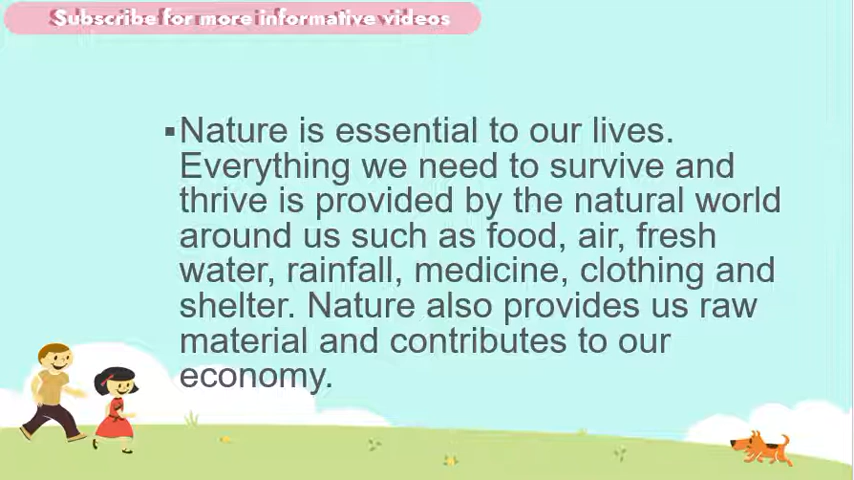 Subscribe for more informative videos
▪Nature is essential to our lives.
Everything we need to survive and
thrive is provided by the natural world
around us such as food, air, fresh
water, rainfall, medicine, clothing and
shelter. Nature also provides us raw
material and contributes to our
economy.